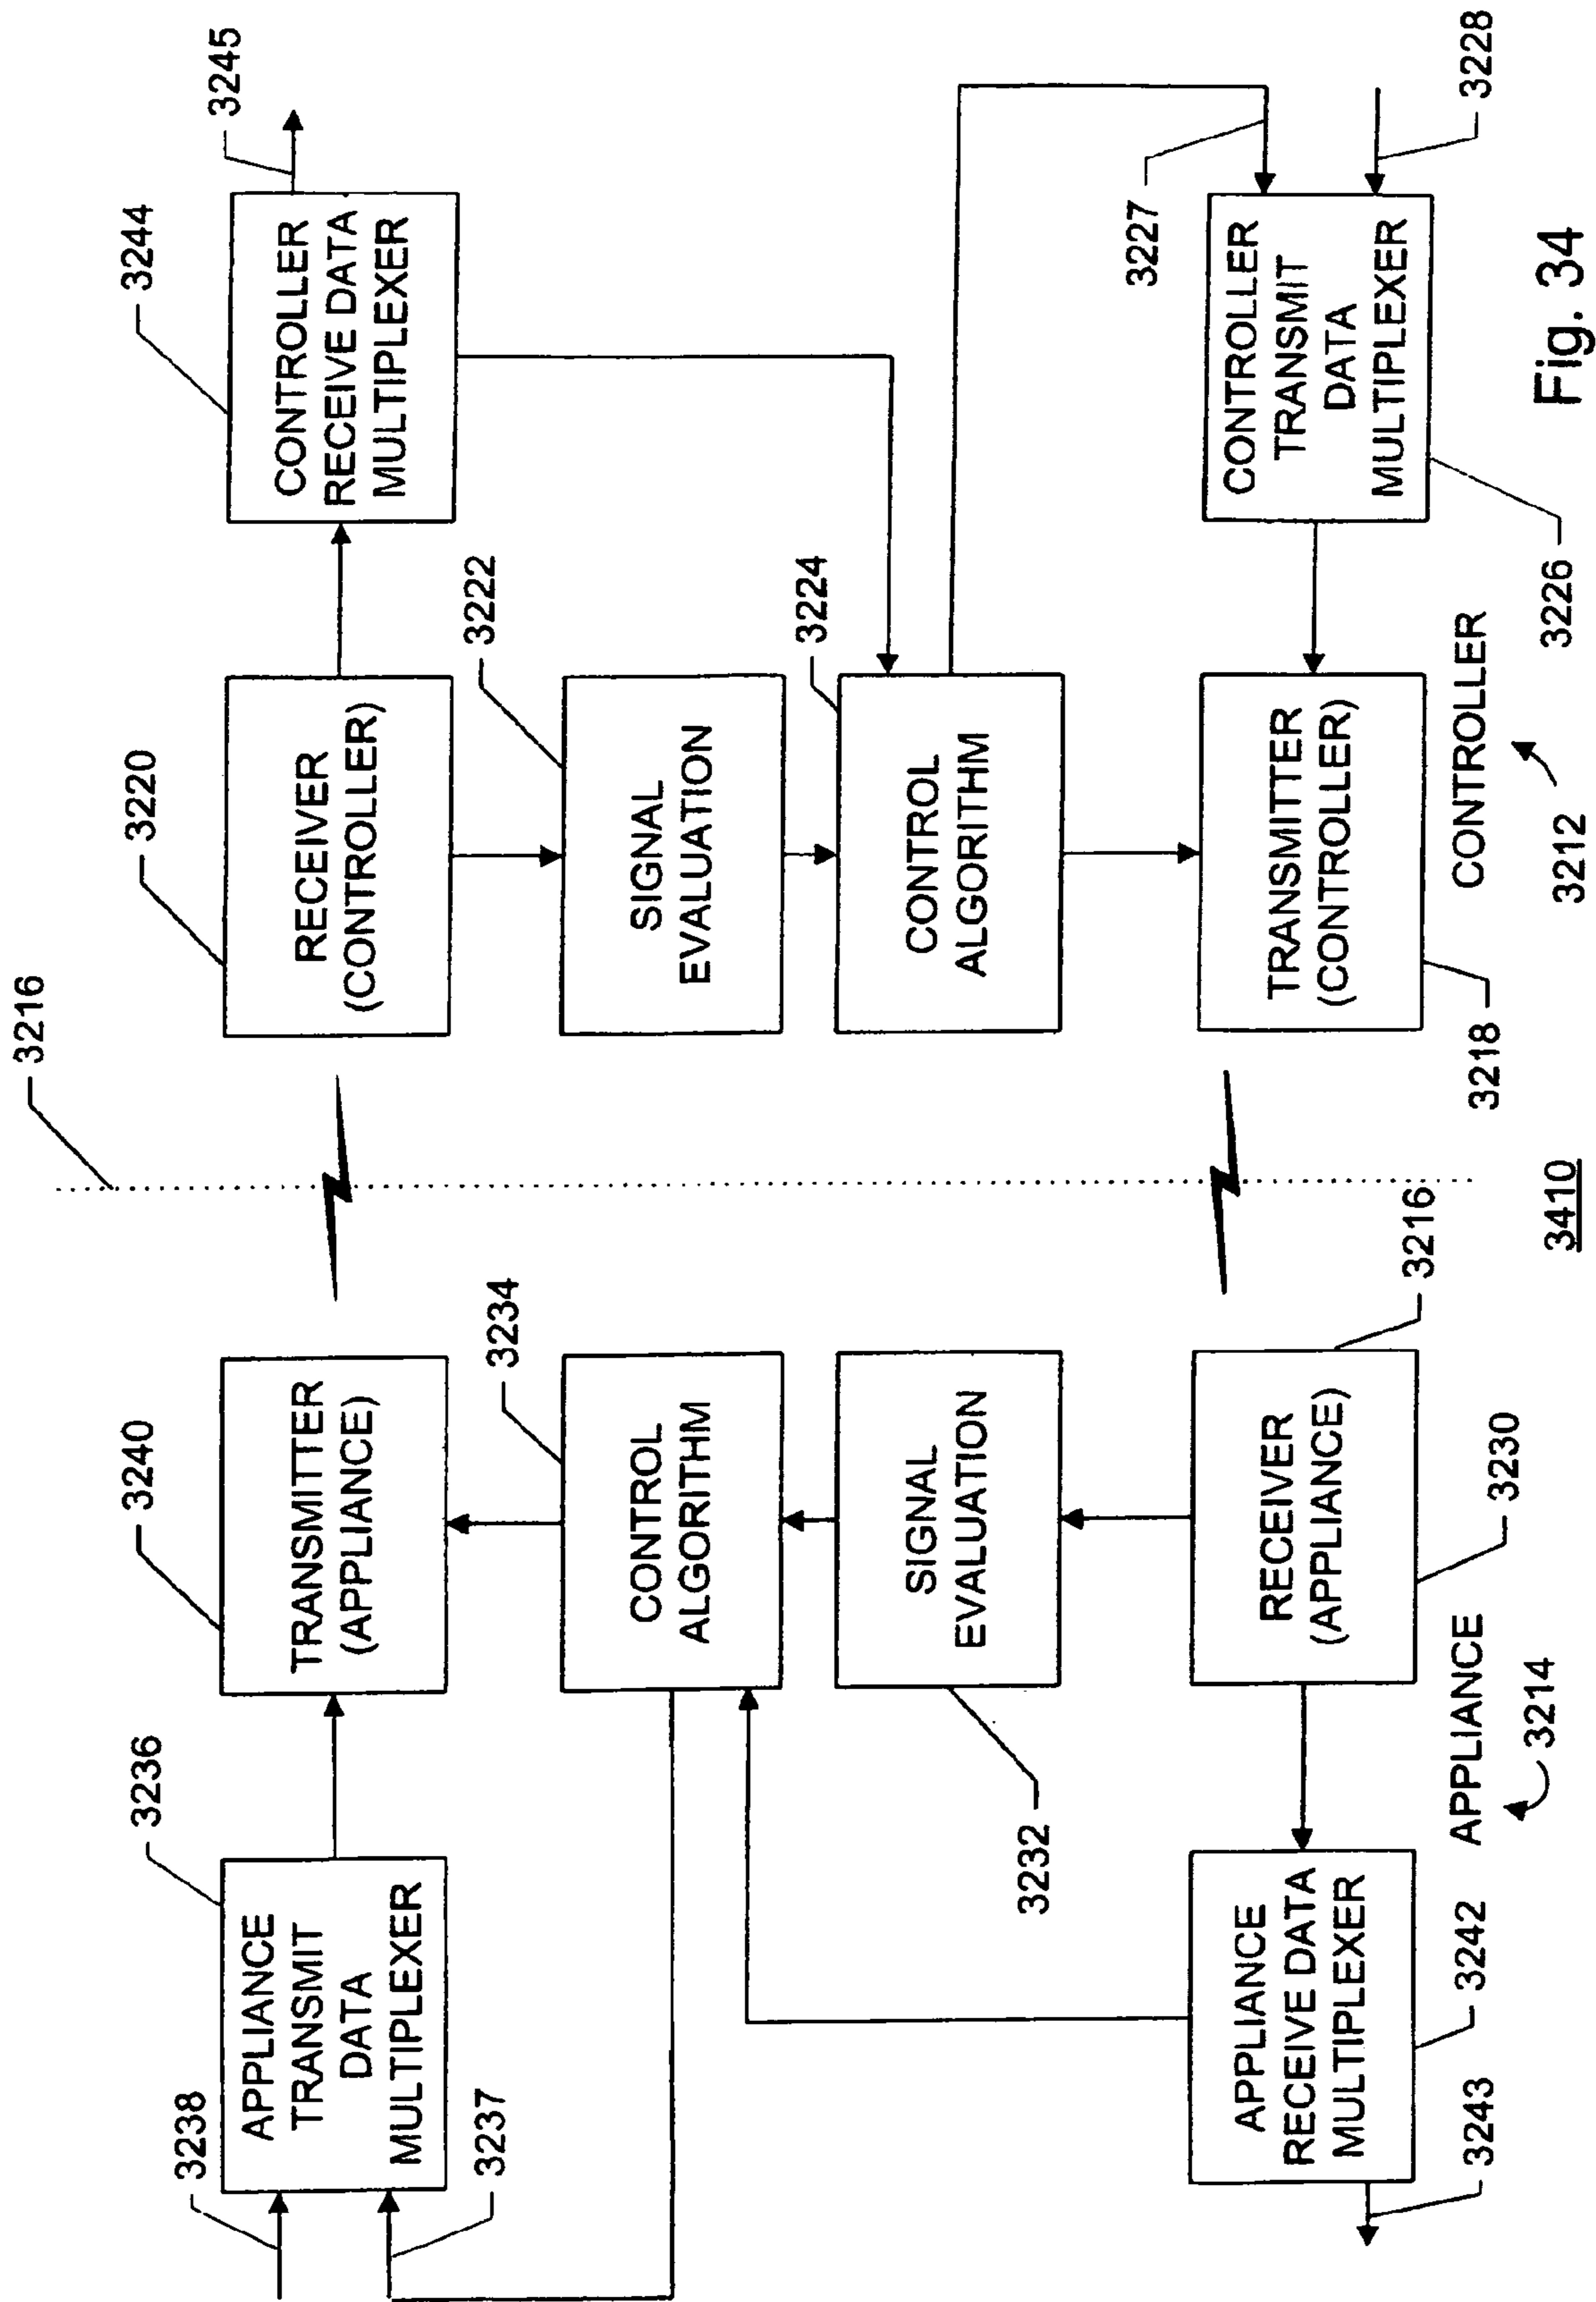 3216
3238
3236
3240
3220
3244
3245
APPLIANCE
TRANSMIT
DATA
MULTIPLEXER
TRANSMITTER
(APPLIANCE)
RECEIVER
(CONTROLLER)
CONTROLLER
RECEIVE DATA
MULTIPLEXER
3237
3234
3222
CONTROL
ALGORITHM
SIGNAL
EVALUATION
3224
SIGNAL
EVALUATION
CONTROL
ALGORITHM
3232
3227
APPLIANCE
RECEIVE DATA
MULTIPLEXER
RECEIVER
(APPLIANCE)
TRANSMITTER
(CONTROLLER)
CONTROLLER
TRANSMIT
DATA
MULTIPLEXER
3216
3228
3243
3242
APPLIANCE
3230
3218
CONTROLLER
3226
3214
3410
3212
Fig. 34